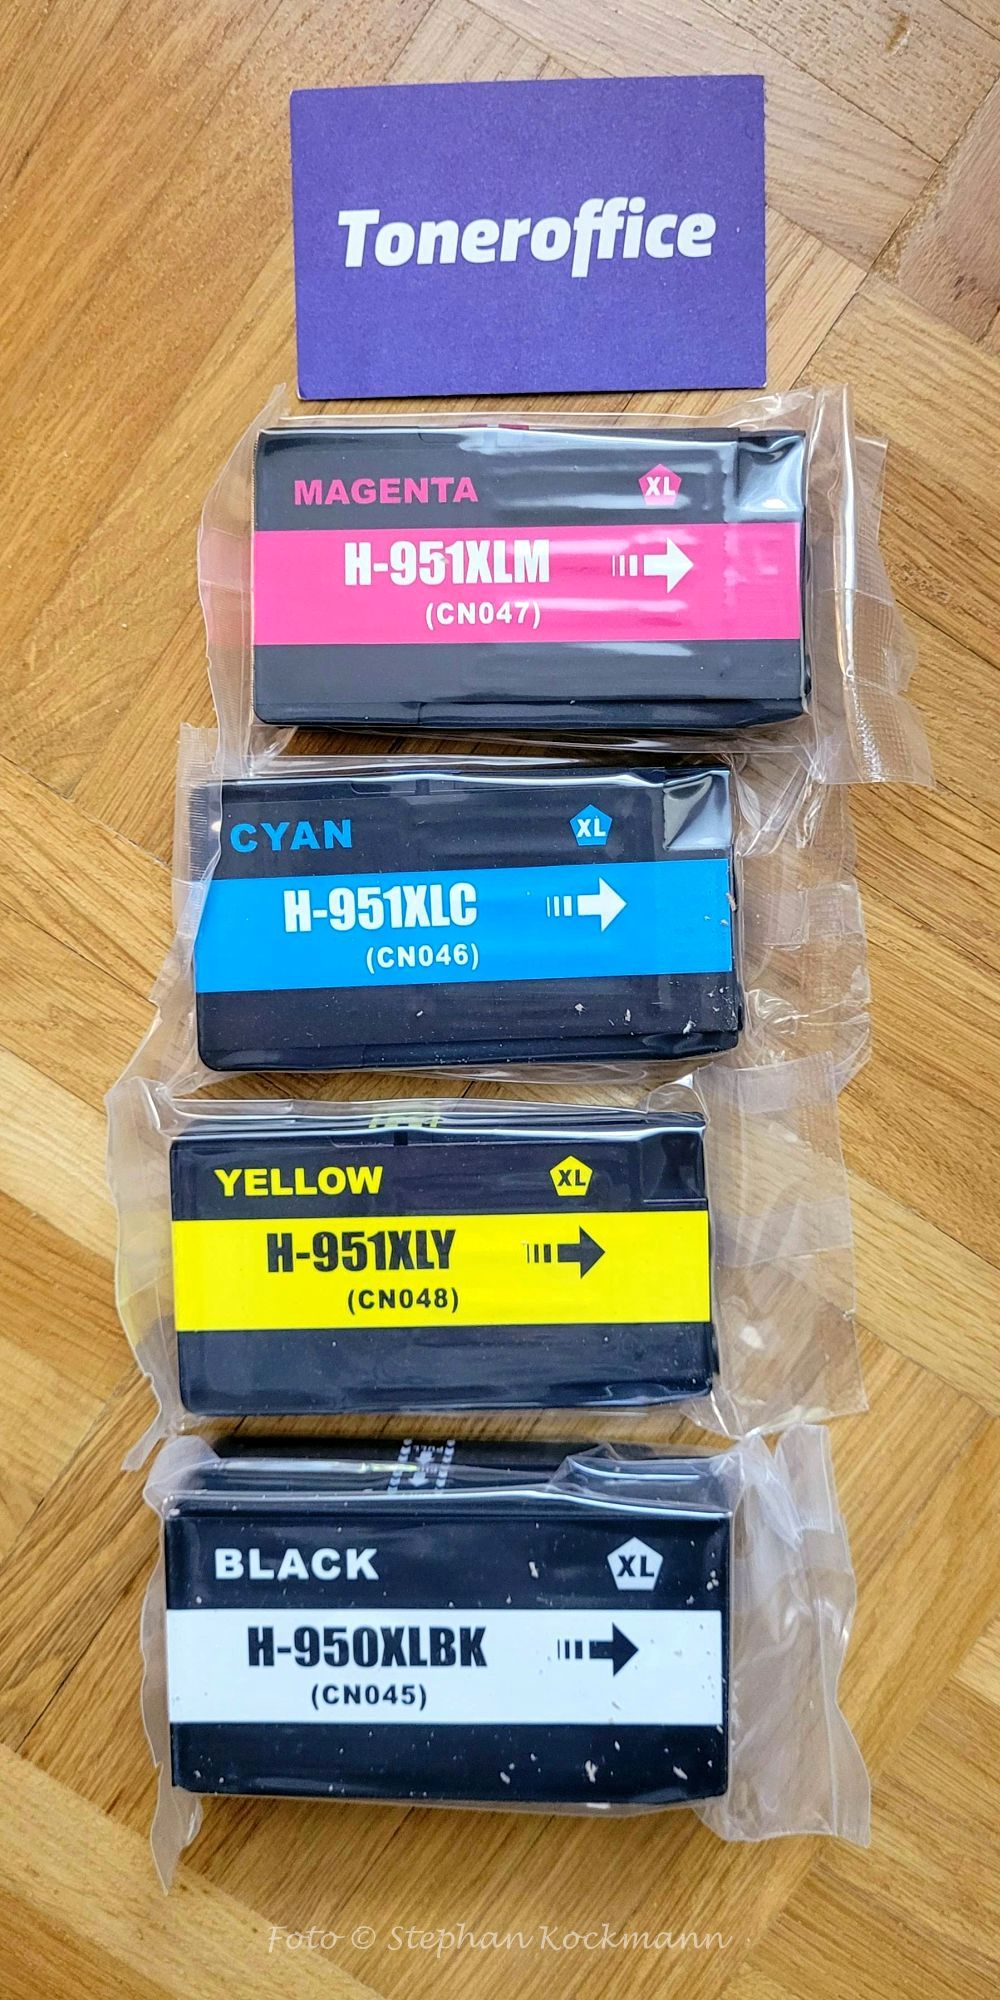 Toneroffice
MAGENTA XL
H-951XLM
(CN047)
CYAN XL
H-951XLC
(CN046)
YELLOW XL
H-951XLY
(CN048)
BLACK XL
H-950XLBK
(CN045)
Foto © Stephan Kockmann